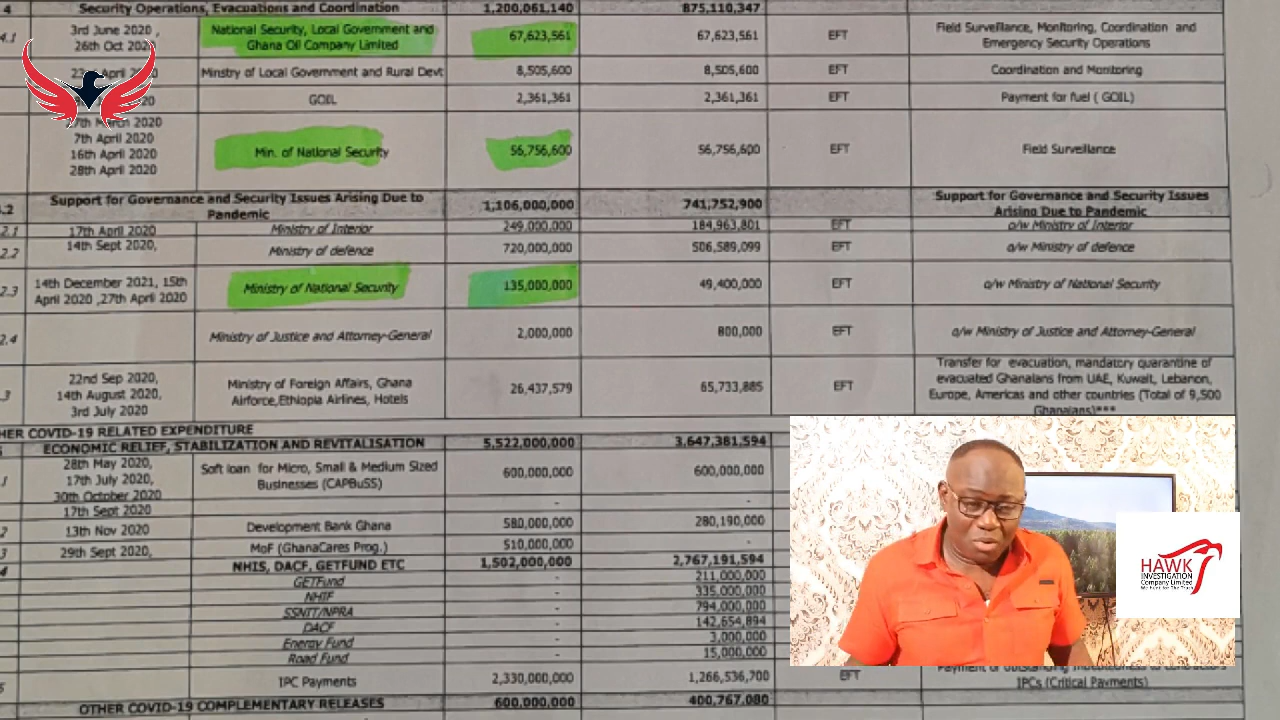 4 Security Operations, Evacuations and Coordination 1,200,061,140 875,110,347
4.1 3rd June 2020 , 26th Oct 202 National Security, Local Government and Ghana Oil Company Limited 67,623,561 67,623,561 EFT Field Surveillance, Monitoring, Coordination and Emergency Security Operations
April 20 Minstry of Local Government and Rural Devt 8,505,600 8,505,600 EFT Coordination and Monitoring
2020 GOIL 2,361,361 2,361,361 EFT Payment for fuel ( GOIL)
7th March 2020
7th April 2020
16th April 2020
28th April 2020
Min. of National Security 56,756,600 56,756,600 EFT Field Surveillance
.2 Support for Governance and Security Issues Arising Due to Pandemic 1,106,000,000 741,752,900 Support for Governance and Security Issues Arising Due to Pandemic
2.1 17th April 2020 Ministry of Interior 249,000,000 184,963,801 EFT o/w Ministry of Interior
2.2 14th Sept 2020, Ministry of defence 720,000,000 506,589,099 EFT o/w Ministry of defence
2.3 14th December 2021, 15th April 2020 ,27th April 2020 Ministry of National Security 135,000,000 49,400,000 EFT o/w Ministry of National Security
2.4 Ministry of Justice and Attorney-General 2,000,000 800,000 EFT o/w Ministry of Justice and Attorney-General
.3 22nd Sep 2020, 14th August 2020, 3rd July 2020 Ministry of Foreign Affairs, Ghana Airforce,Ethiopia Airlines, Hotels 26,437,579 65,733,885 EFT Transfer for evacuation, mandatory quarantine of evacuated Ghanaians from UAE, Kuwait, Lebanon, Europe, Americas and other countries (Total of 9,500 Ghanaians)***
HER COVID-19 RELATED EXPENDITURE
ECONOMIC RELIEF, STABILIZATION AND REVITALISATION 5,522,000,000 3,647,381,594
1 28th May 2020, 17th July 2020, 30th October 2020 Soft loan for Micro, Small & Medium Sized Businesses (CAPBuSS) 600,000,000 600,000,000
17th Sept 2020 - -
2 13th Nov 2020 Development Bank Ghana 580,000,000 280,190,000
3 29th Sept 2020, MoF (GhanaCares Prog.) 510,000,000 -
4 NHIS, DACF, GETFUND ETC 1,502,000,000 2,767,191,594
GETFund - 211,000,000
NHIF - 335,000,000
SSNIT/NPRA - 794,000,000
DACF - 142,654,894
Energy Fund - 3,000,000
Road Fund - 15,000,000
5 IPC Payments 2,330,000,000 1,266,536,700 EFT IPCs (Critical Payments)
OTHER COVID-19 COMPLEMENTARY RELEASES 600,000,000 400,767,080
HAWK
INVESTIGATION
Company Limited